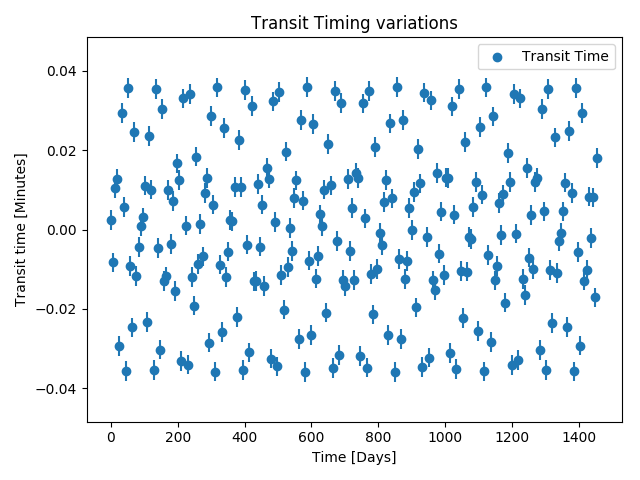 Transit Timing variations
Transit Time
0.04
0.02
0.00
−0.02
−0.04
Transit time [Minutes]
0 200 400 600 800 1000 1200 1400
Time [Days]